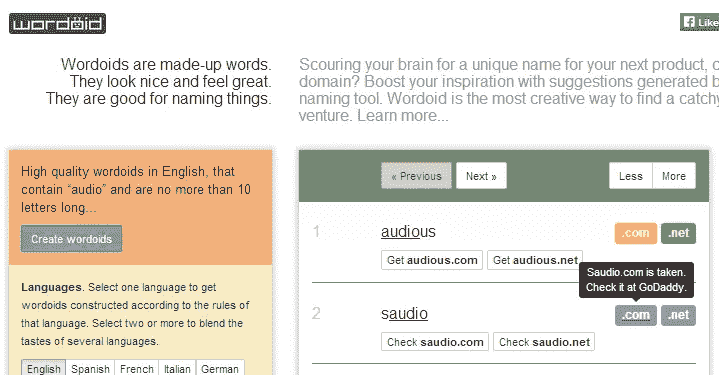 wordoid
Like
Wordoids are made-up words.
They look nice and feel great.
They are good for naming things.
Scouring your brain for a unique name for your next product, c
domain? Boost your inspiration with suggestions generated b
naming tool. Wordoid is the most creative way to find a catchy
venture. Learn more...
High quality wordoids in English, that
contain “audio” and are no more than 10
letters long...
Create wordoids
Languages. Select one language to get
wordoids constructed according to the rules of
that language. Select two or more to blend the
tastes of several languages.
English Spanish French Italian German
« Previous Next » Less More
1 audious .com .net
Get audious.com Get audious.net
Saudio.com is taken.
Check it at GoDaddy.
2 saudio .com .net
Check saudio.com Check saudio.net